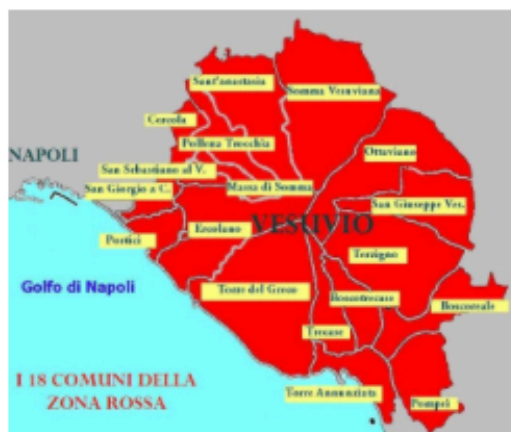 Sant'anastasia
Somma Vesuviana
Cercola
Pollena Trocchia
NAPOLI
Ottaviano
San Sebastiano al V.
San Giorgio a C.
Massa di Somma
San Giuseppe Ves.
VESUVIO
Ercolano
Portici
Terzigno
Golfo di Napoli
Torre del Greco
Boscotrecase
Boscoreale
Trecase
I 18 COMUNI DELLA
ZONA ROSSA
Torre Annunziata
Pompei